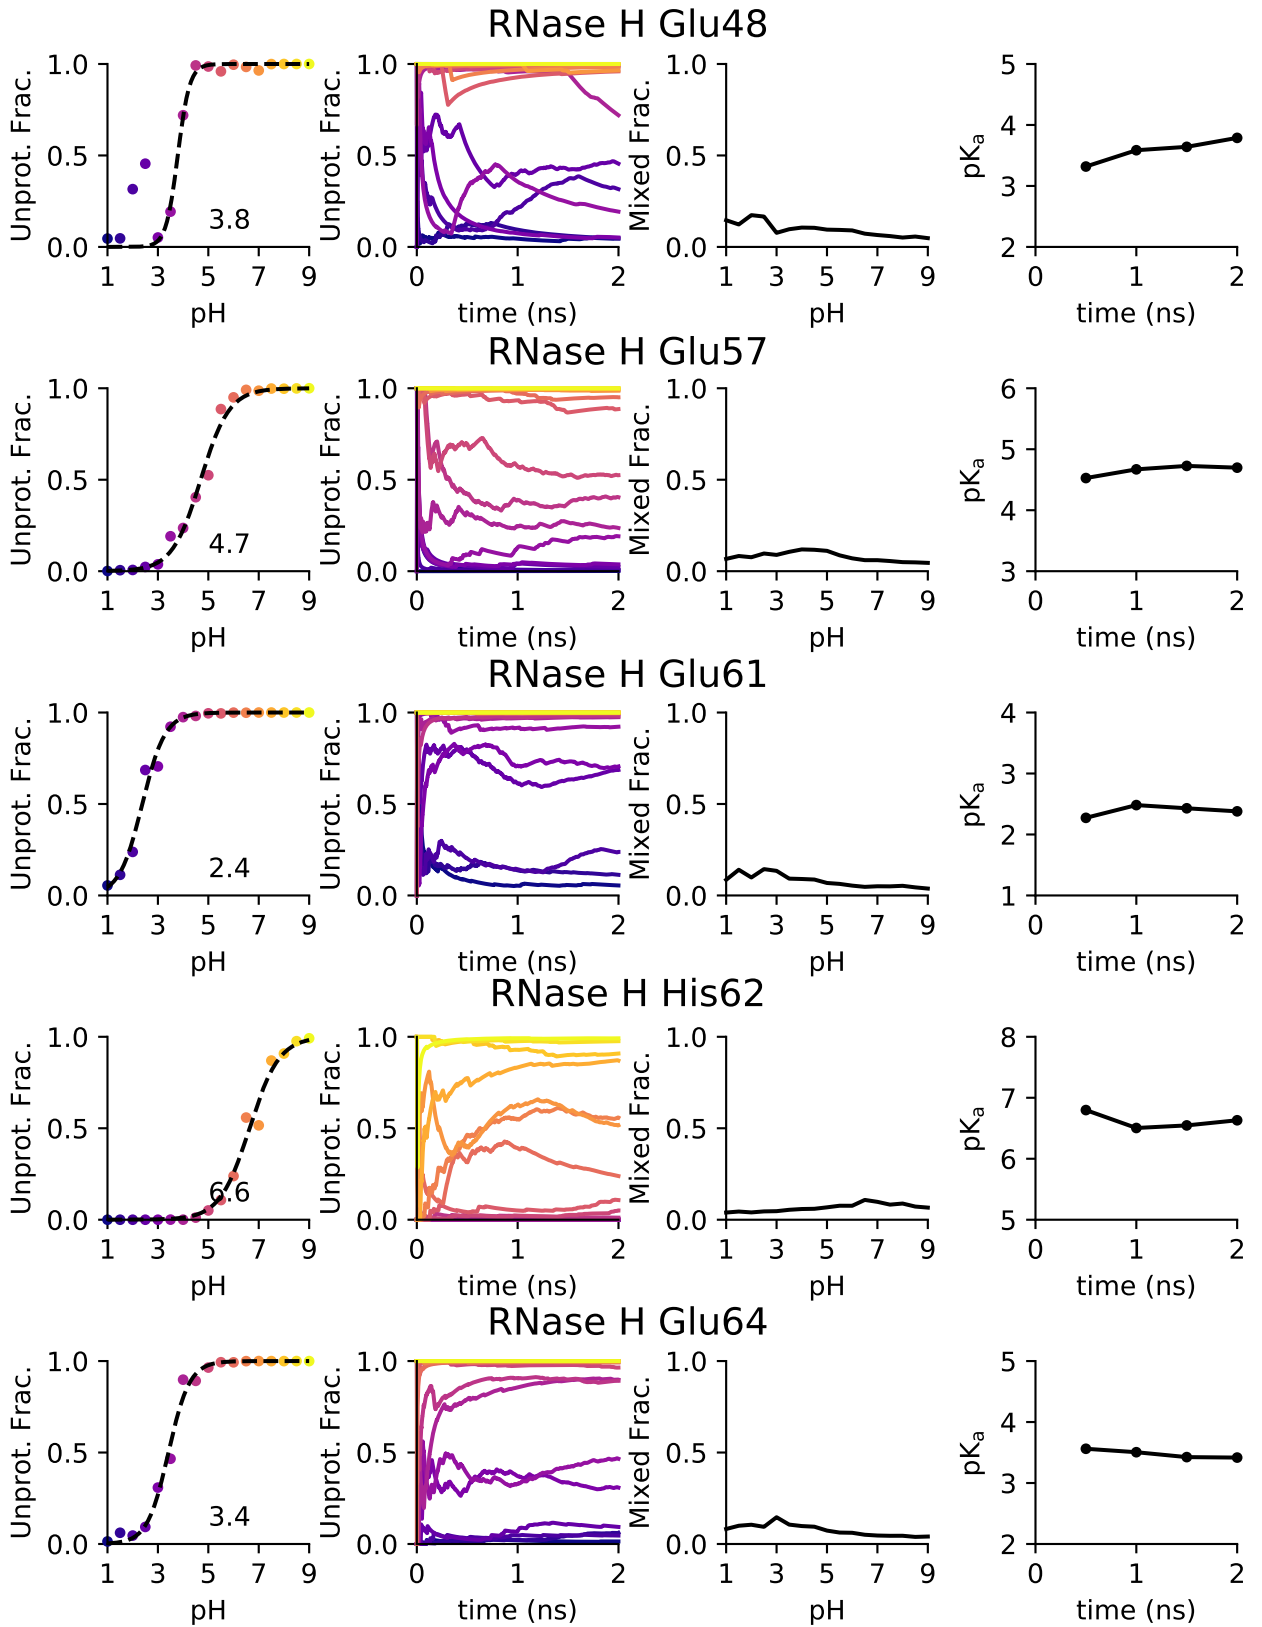 RNase H Glu48
Unprot. Frac.
1.0
0.5
0.0
3.8
1 3 5 7 9
pH
Unprot. Frac.
1.0
0.5
0.0
0 1 2
time (ns)
Mixed Frac.
1.0
0.5
0.0
1 3 5 7 9
pH
pKₐ
5
4
3
2
0 1 2
time (ns)
RNase H Glu57
Unprot. Frac.
1.0
0.5
0.0
4.7
1 3 5 7 9
pH
Unprot. Frac.
1.0
0.5
0.0
0 1 2
time (ns)
Mixed Frac.
1.0
0.5
0.0
1 3 5 7 9
pH
pKₐ
6
5
4
3
0 1 2
time (ns)
RNase H Glu61
Unprot. Frac.
1.0
0.5
0.0
2.4
1 3 5 7 9
pH
Unprot. Frac.
1.0
0.5
0.0
0 1 2
time (ns)
Mixed Frac.
1.0
0.5
0.0
1 3 5 7 9
pH
pKₐ
4
3
2
1
0 1 2
time (ns)
RNase H His62
Unprot. Frac.
1.0
0.5
0.0
6.6
1 3 5 7 9
pH
Unprot. Frac.
1.0
0.5
0.0
0 1 2
time (ns)
Mixed Frac.
1.0
0.5
0.0
1 3 5 7 9
pH
pKₐ
8
7
6
5
0 1 2
time (ns)
RNase H Glu64
Unprot. Frac.
1.0
0.5
0.0
3.4
1 3 5 7 9
pH
Unprot. Frac.
1.0
0.5
0.0
0 1 2
time (ns)
Mixed Frac.
1.0
0.5
0.0
1 3 5 7 9
pH
pKₐ
5
4
3
2
0 1 2
time (ns)